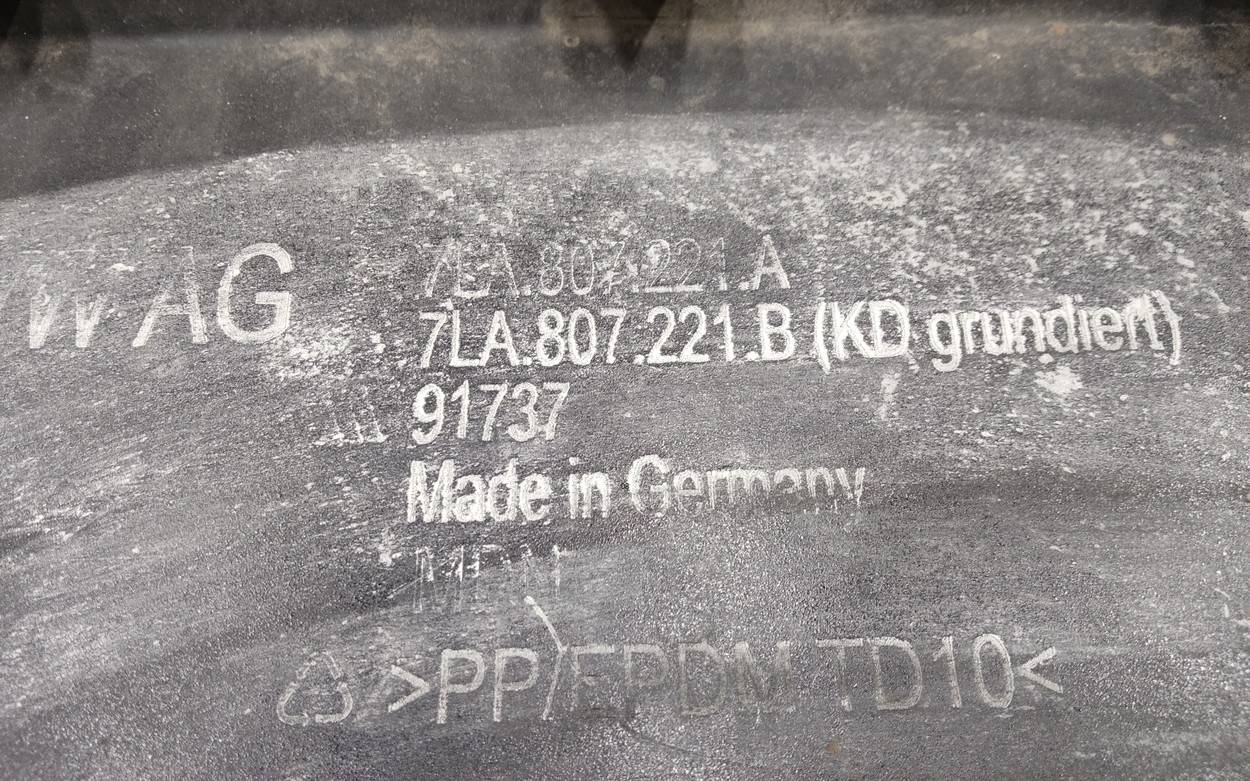 VW AG
7LA.807.221.A
7LA.807.221.B (KD grundiert)
91737
Made in Germany
>PP/EPDM TD10<